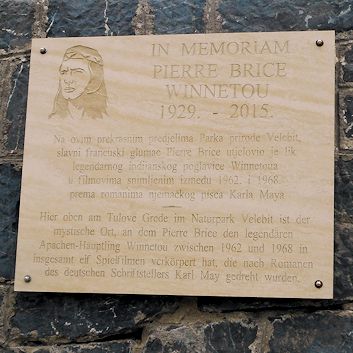 IN MEMORIAM
PIERRE BRICE
WINNETOU
1929. - 2015.
Na ovim prekrasnim predjelima Parka prirode Velebit,
slavni francuski glumac Pierre Brice utjelovio je lik
legendarnog indijanskog poglavice Winnetoua
u filmovima snimljenim između 1962. i 1968.
prema romanima njemačkog pisca Karla Maya.
Hier oben am Tulove Grede im Naturpark Velebit ist der
mystische Ort, an dem Pierre Brice den legendären
Apachen-Häuptling Winnetou zwischen 1962 und 1968 in
insgesamt elf Spielfilmen verkörpert hat, die nach Romanen
des deutschen Schriftstellers Karl May gedreht wurden.